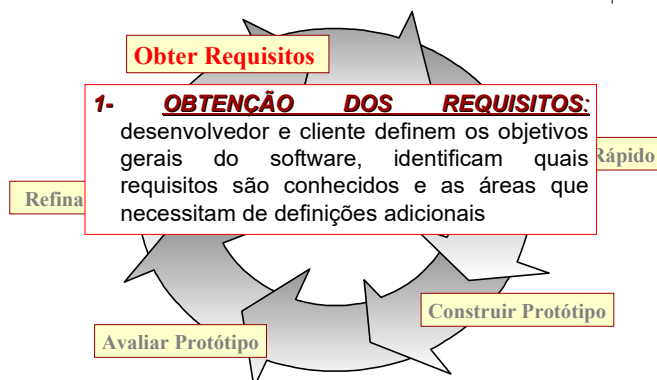 Obter Requisitos
1- OBTENÇÃO DOS REQUISITOS:
desenvolvedor e cliente definem os objetivos
gerais do software, identificam quais
requisitos são conhecidos e as áreas que
necessitam de definições adicionais
Rápido
Refina
Construir Protótipo
Avaliar Protótipo